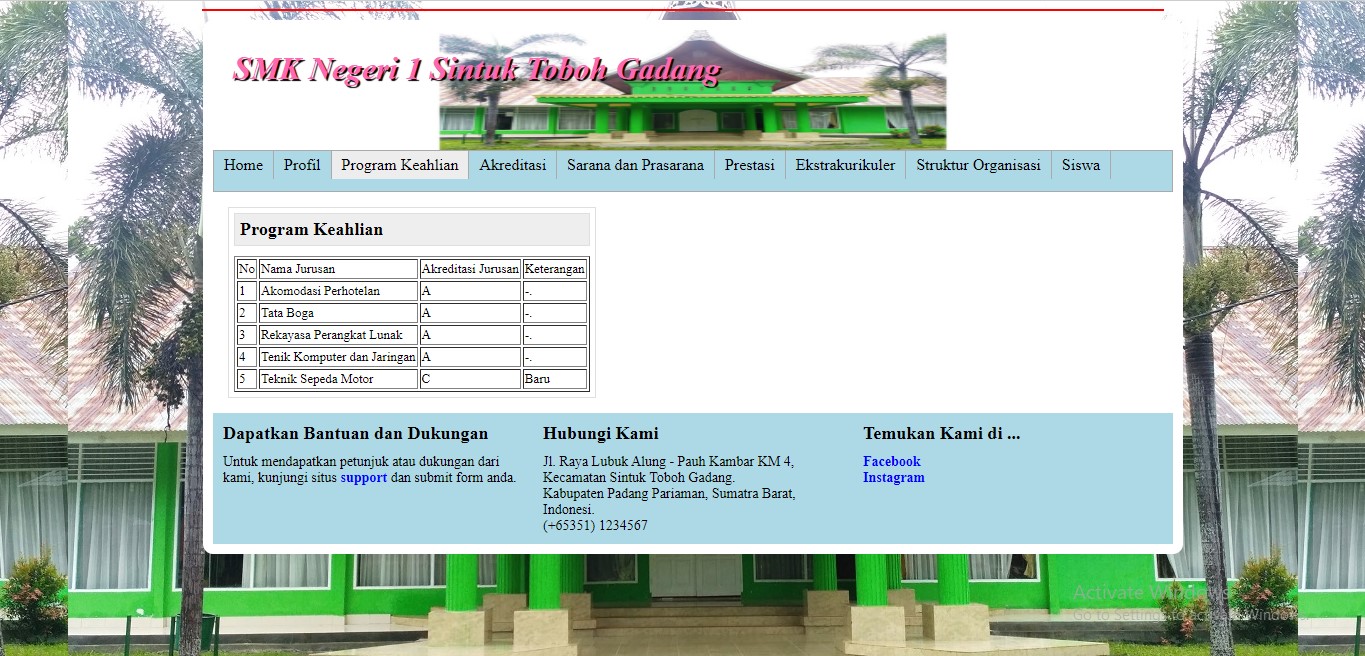 SMK Negeri 1 Sintuk Toboh Gadang
Home Profil Program Keahlian Akreditasi Sarana dan Prasarana Prestasi Ekstrakurikuler Struktur Organisasi Siswa
Program Keahlian
No Nama Jurusan Akreditasi Jurusan Keterangan
1 Akomodasi Perhotelan A -.
2 Tata Boga A -.
3 Rekayasa Perangkat Lunak A -.
4 Tenik Komputer dan Jaringan A -.
5 Teknik Sepeda Motor C Baru
Dapatkan Bantuan dan Dukungan
Untuk mendapatkan petunjuk atau dukungan dari
kami, kunjungi situs support dan submit form anda.
Hubungi Kami
Jl. Raya Lubuk Alung - Pauh Kambar KM 4,
Kecamatan Sintuk Toboh Gadang.
Kabupaten Padang Pariaman, Sumatra Barat,
Indonesi.
(+65351) 1234567
Temukan Kami di ...
Facebook
Instagram
Activate Windows
Go to Settings to activate Windows.